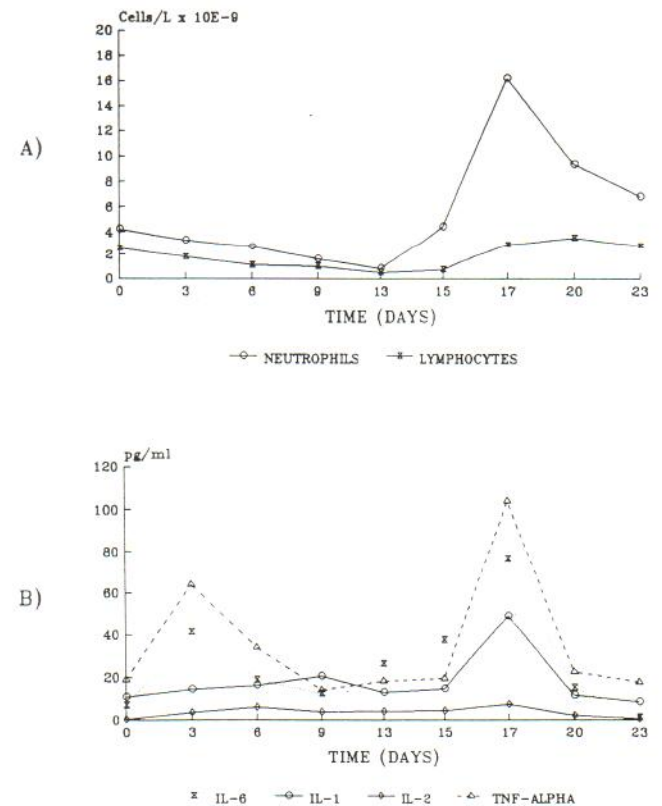 Cells/L x 10E-9
20
18
16
14
12
10
8
6
4
2
0
A)
0 3 6 9 13 15 17 20 23
TIME (DAYS)
NEUTROPHILS LYMPHOCYTES
pg/ml
120
100
80
60
40
20
0
B)
0 3 6 9 13 15 17 20 23
TIME (DAYS)
IL-6 IL-1 IL-2 TNF-ALPHA